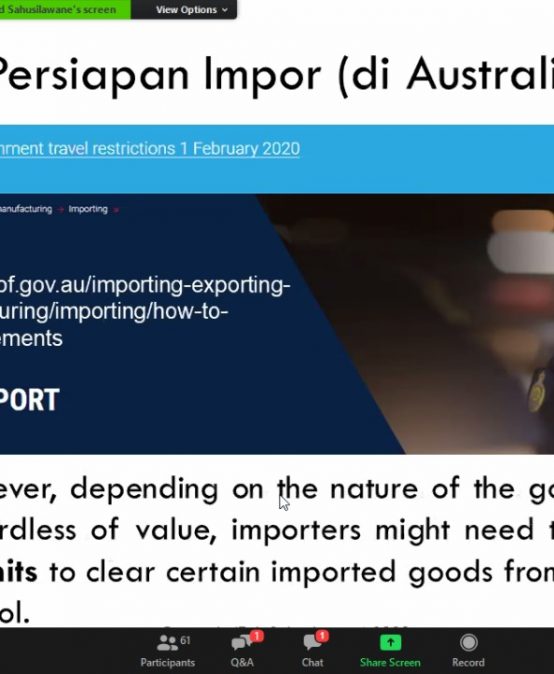 d Sahusilawane's screen
View Options
Persiapan Impor (di Australi
nment travel restrictions 1 February 2020
anufacturing → Importing »
of.gov.au/importing-exporting-
uring/importing/how-to-
ements
PORT
ever, depending on the nature of the go
rdless of value, importers might need t
nits to clear certain imported goods from
ol.
61
1
1
Participants
Q&A
Chat
Share Screen
Record